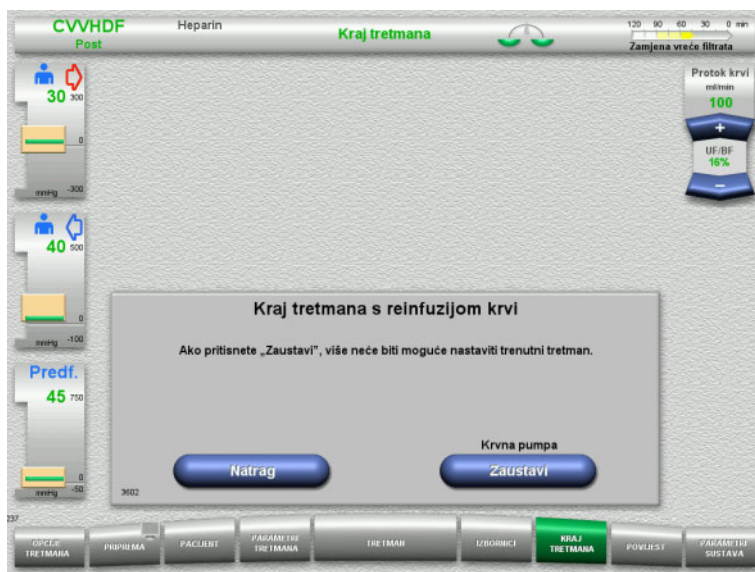 CVVHDF
Post
Heparin
Kraj tretmana
120 90 60 30 0 min
Zamjena vreće filtrata
30 300
0
mmHg -300
40 500
0
mmHg -100
Predf.
45 750
0
mmHg -50
Protok krvi
ml/min
100
+
UF/BF
16%
–
Kraj tretmana s reinfuzijom krvi
Ako pritisnete „Zaustavi”, više neće biti moguće nastaviti trenutni tretman.
Krvna pumpa
Natrag
Zaustavi
3602
237
OPCIJE
TRETMANA
PRIPREMA
PACIJENT
PARAMETRI
TRETMANA
TRETMAN
IZBORNICI
KRAJ
TRETMANA
POVIJEST
PARAMETRI
SUSTAVA